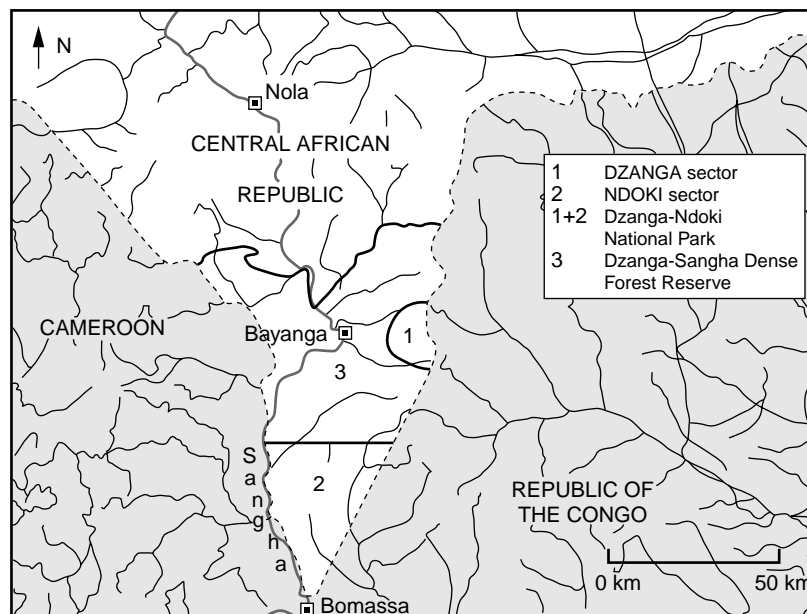 N
Nola
CENTRAL AFRICAN
REPUBLIC
1 DZANGA sector
2 NDOKI sector
1+2 Dzanga-Ndoki
National Park
3 Dzanga-Sangha Dense
Forest Reserve
CAMEROON
Bayanga
1
3
2
Sangha
REPUBLIC OF
THE CONGO
0 km 50 km
Bomassa